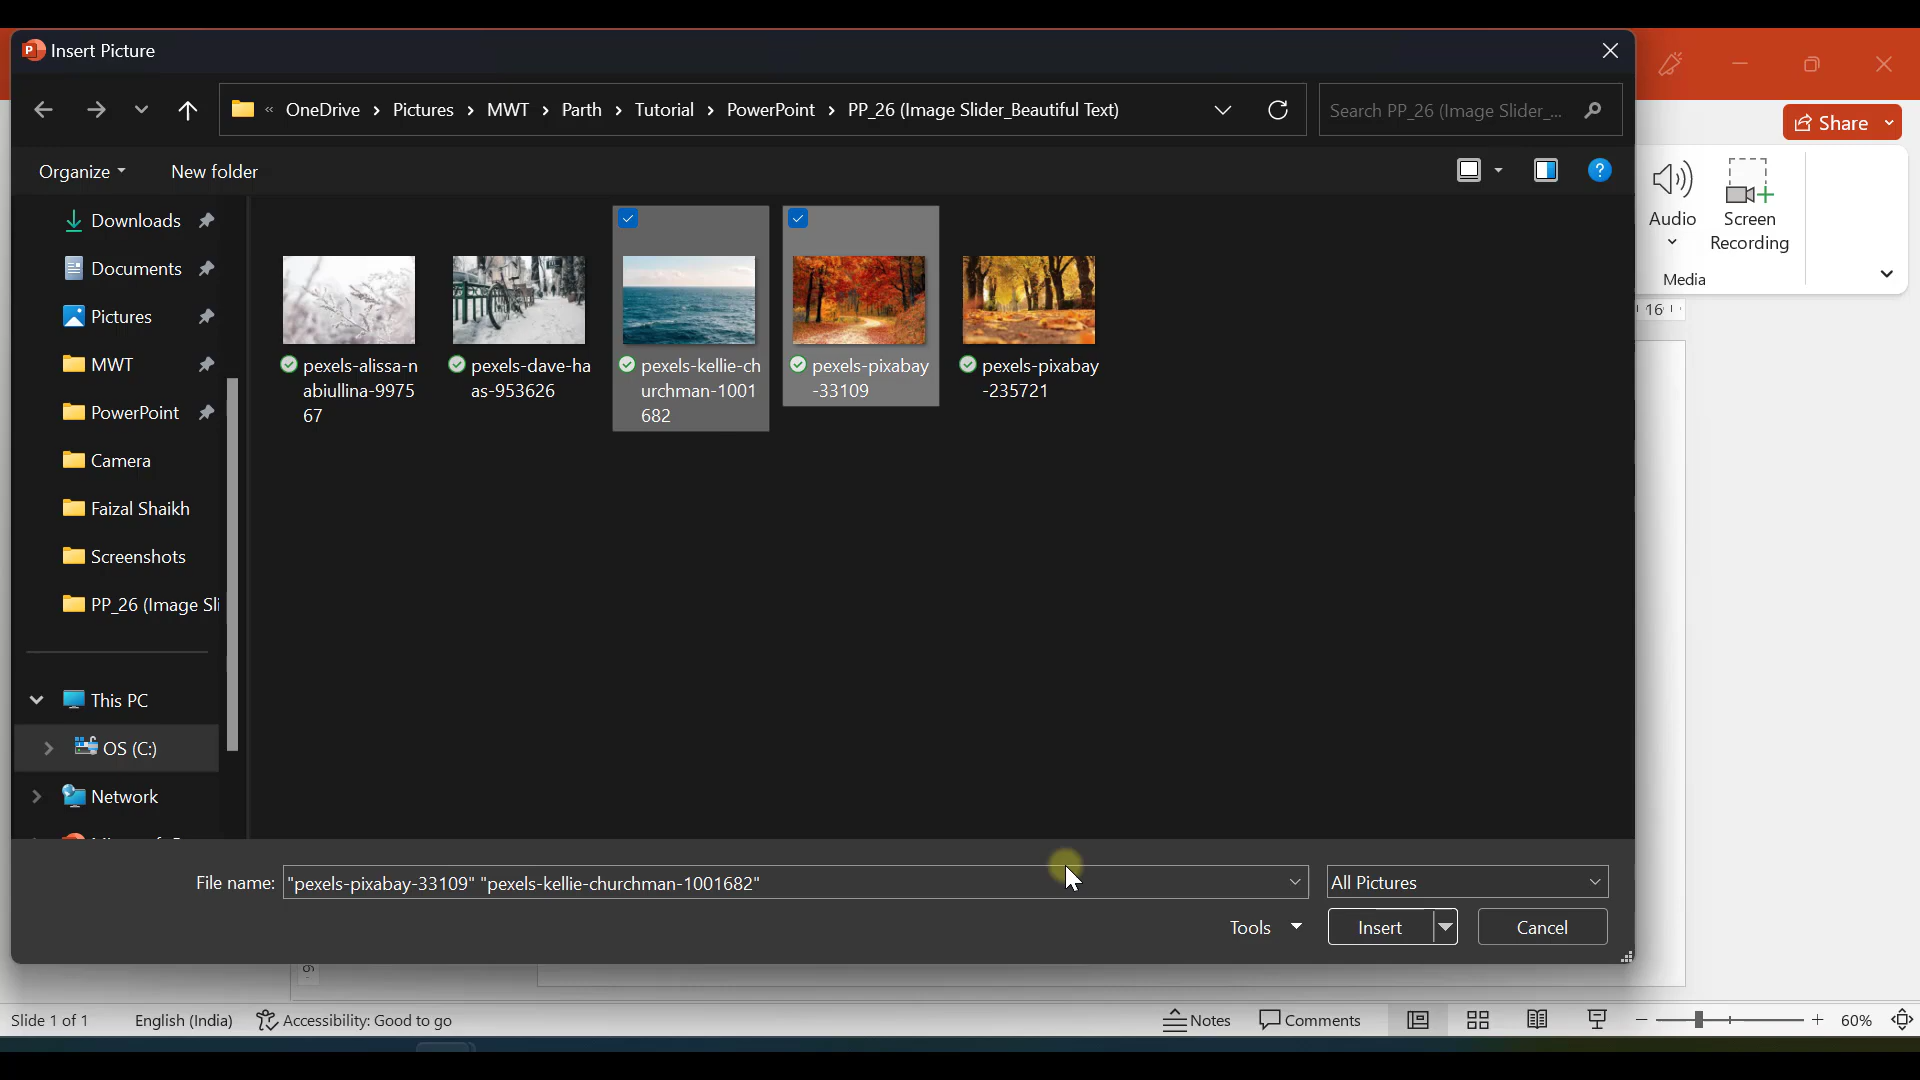 Insert Picture
« OneDrive › Pictures › MWT › Parth › Tutorial › PowerPoint › PP_26 (Image Slider_Beautiful Text)
Search PP_26 (Image Slider_...
Share
Organize
New folder
Audio
Screen
Recording
Media
16
Downloads
Documents
Pictures
MWT
PowerPoint
Camera
Faizal Shaikh
Screenshots
PP_26 (Image Sli
This PC
OS (C:)
Network
pexels-alissa-n
abiullina-9975
67
pexels-dave-ha
as-953626
pexels-kellie-ch
urchman-1001
682
pexels-pixabay
-33109
pexels-pixabay
-235721
File name: "pexels-pixabay-33109" "pexels-kellie-churchman-1001682"
All Pictures
Tools
Insert
Cancel
Slide 1 of 1
English (India)
Accessibility: Good to go
Notes
Comments
60%